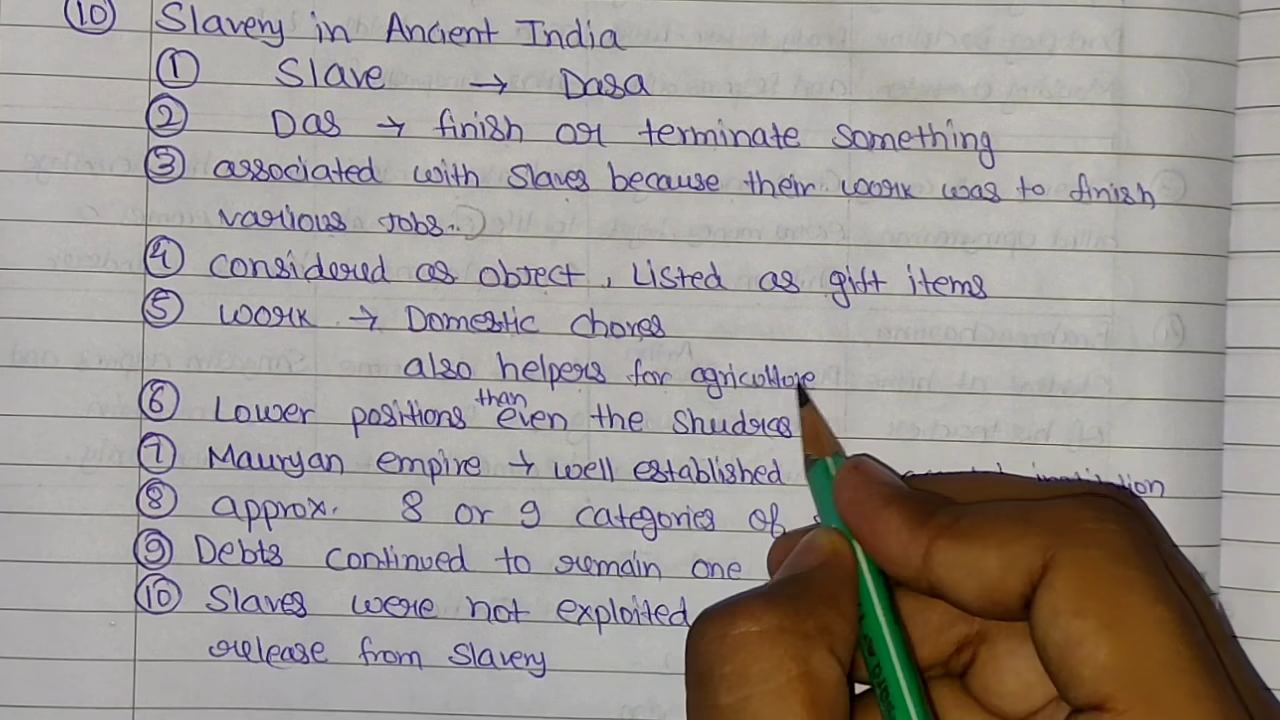 (10) Slavery in Ancient India
(1) Slave → Dasa
(2) Das → finish or terminate something
(3) associated with slaves because their work was to finish
various jobs.
(4) considered as object, Listed as gift items
(5) work → Domestic chores
also helpers for agriculture
than
(6) Lower positions even the Shudras
(7) Mauryan empire → well established institution
(8) approx. 8 or 9 categories of
(9) Debts continued to remain one
(10) Slaves were not exploited
release from slavery